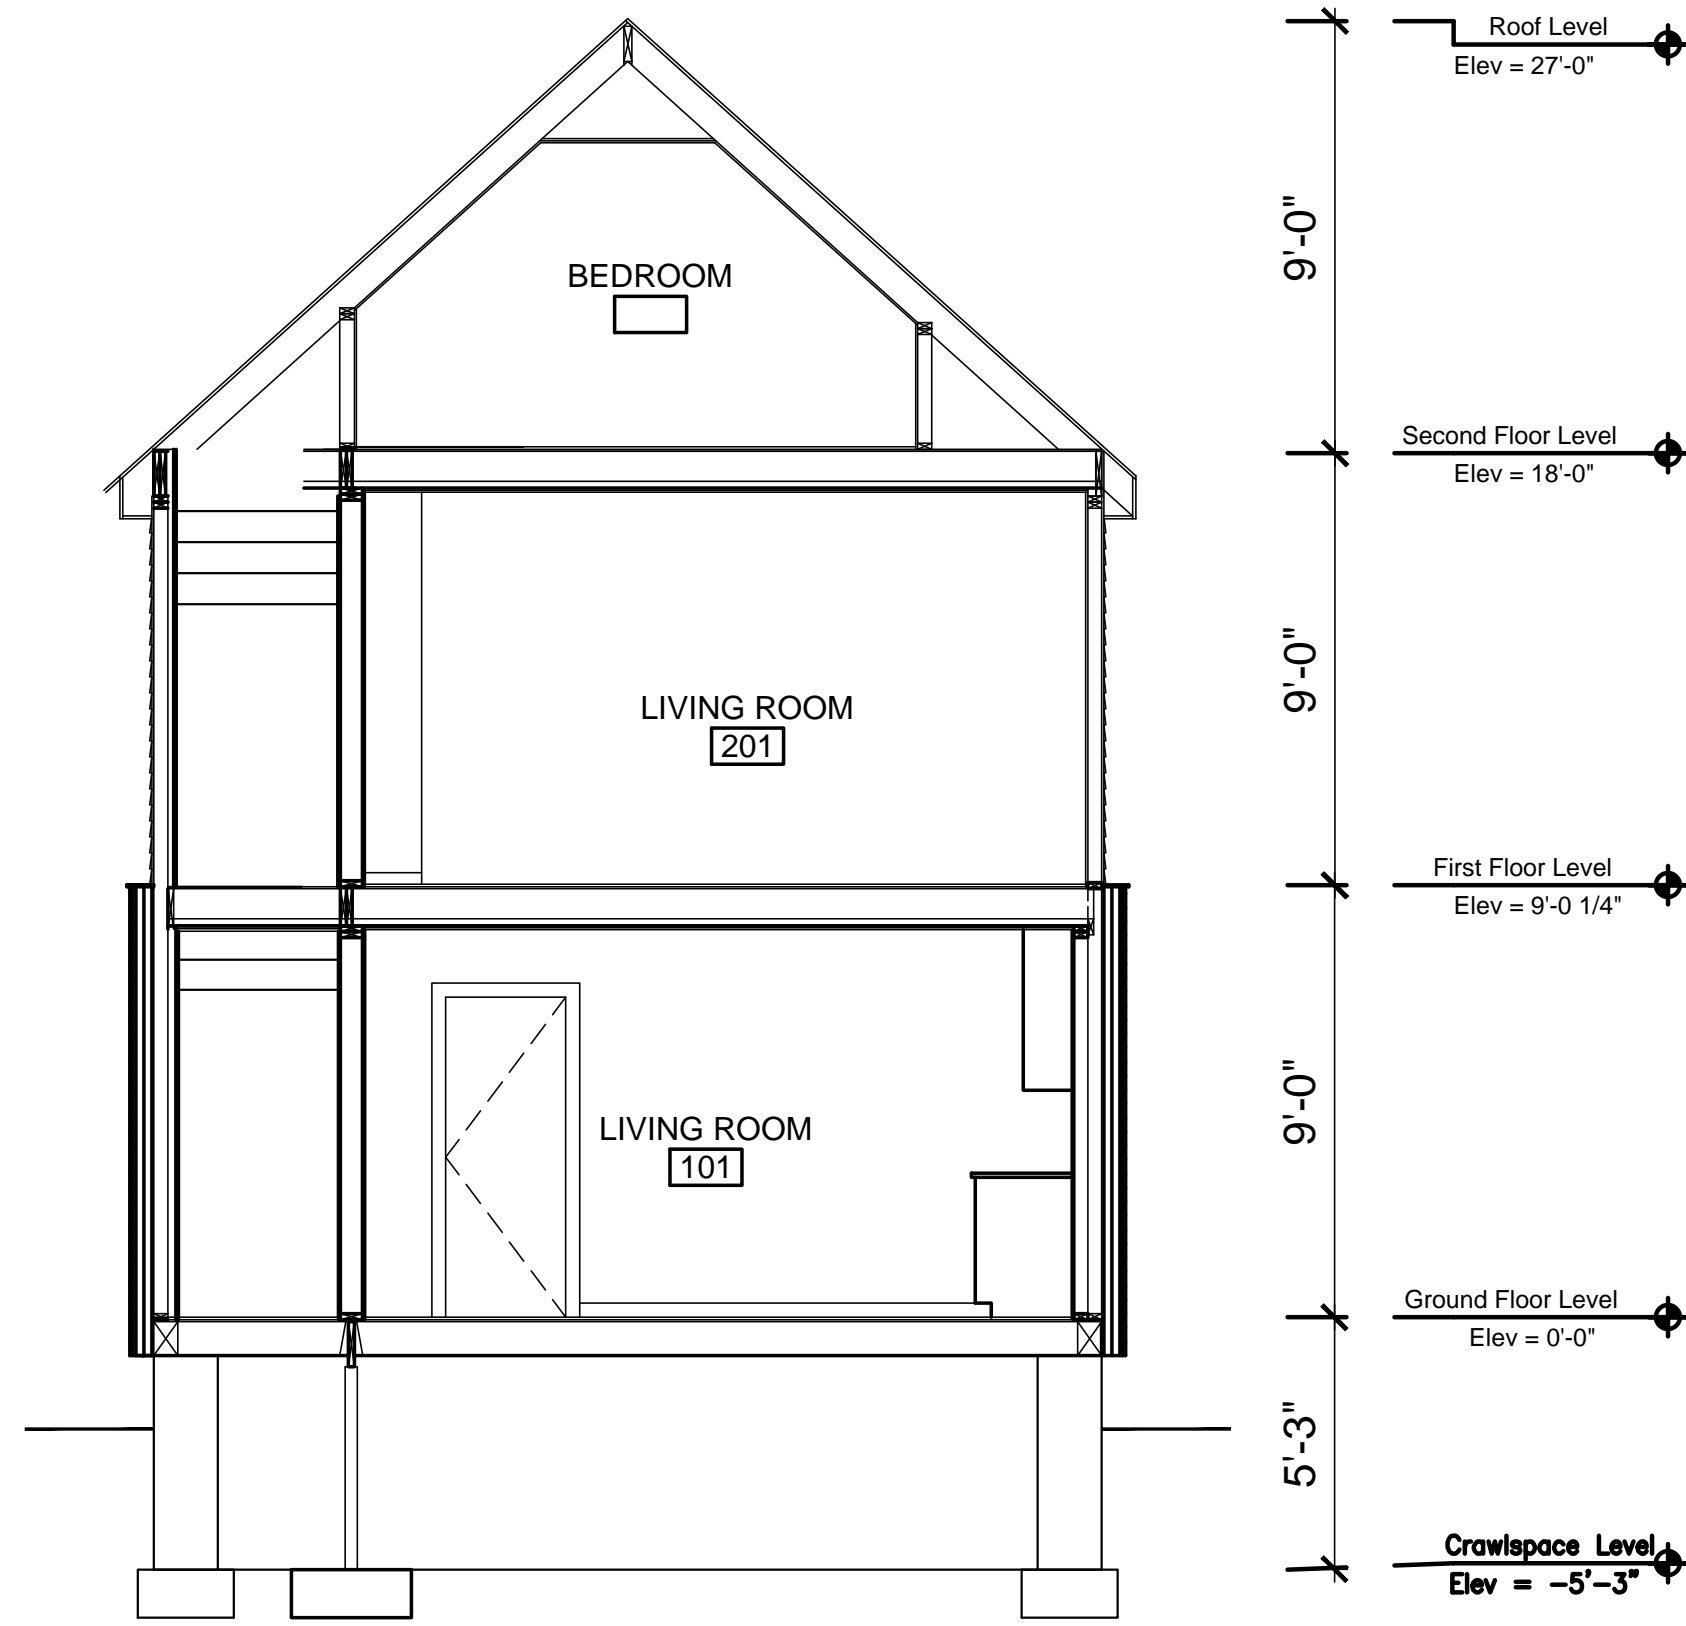 Roof Level
Elev = 27'-0"
9'-0"
BEDROOM
Second Floor Level
Elev = 18'-0"
9'-0"
LIVING ROOM
201
First Floor Level
Elev = 9'-0 1/4"
9'-0"
LIVING ROOM
101
Ground Floor Level
Elev = 0'-0"
5'-3"
Crawlspace Level
Elev = -5'-3"